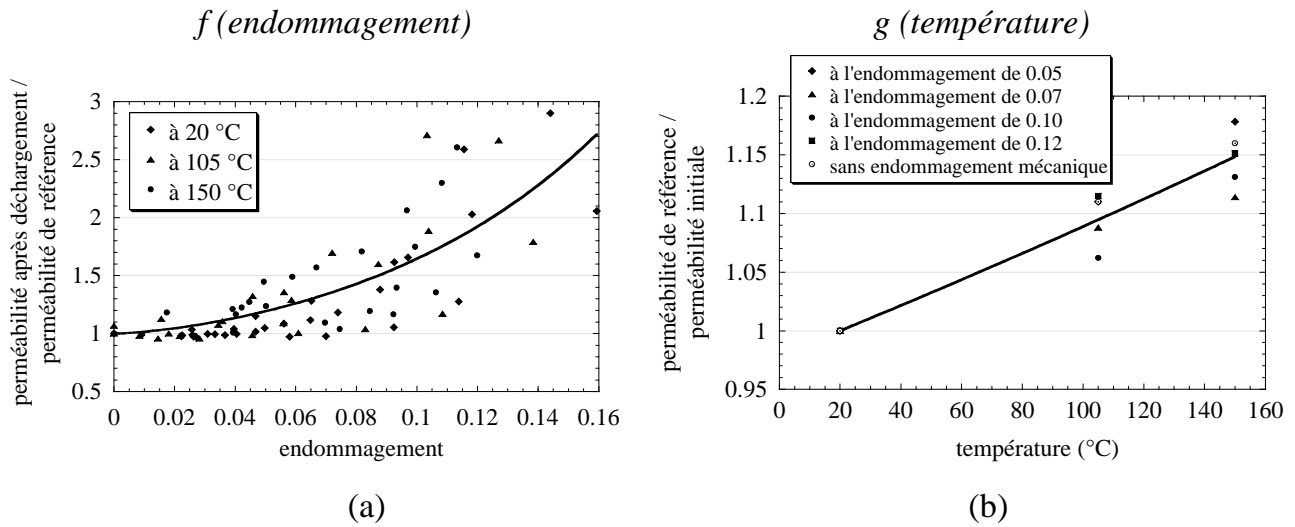 f (endommagement)
perméabilité après déchargement /
perméabilité de référence
3
2.5
2
1.5
1
0.5
à 20 °C
à 105 °C
à 150 °C
0
0.02
0.04
0.06
0.08
0.1
0.12
0.14
0.16
endommagement
(a)
g (température)
perméabilité de référence /
perméabilité initiale
à l'endommagement de 0.05
à l'endommagement de 0.07
à l'endommagement de 0.10
à l'endommagement de 0.12
sans endommagement mécanique
1.2
1.15
1.1
1.05
1
0.95
0
20
40
60
80
100
120
140
160
température (°C)
(b)